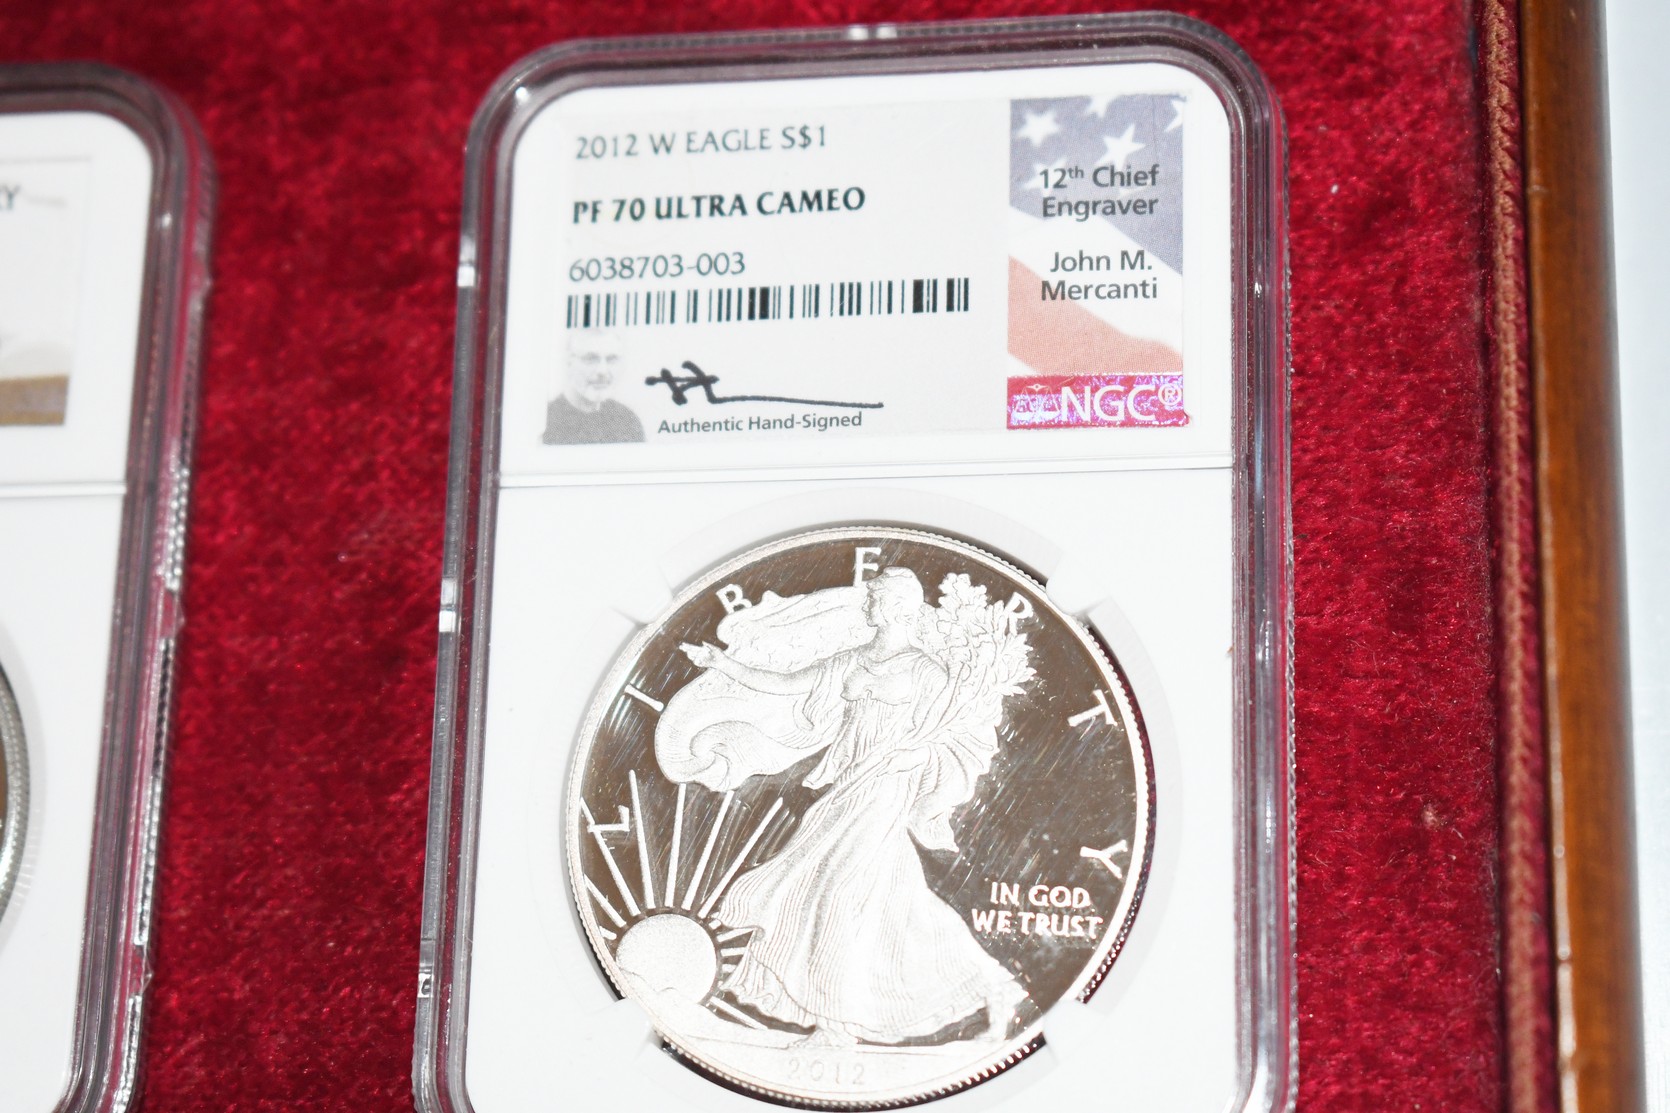 2012 W EAGLE S$1
PF 70 ULTRA CAMEO
6038703-003
Authentic Hand-Signed
12th Chief
Engraver
John M.
Mercanti
NGC®
LIBERTY
IN GOD
WE TRUST
2012